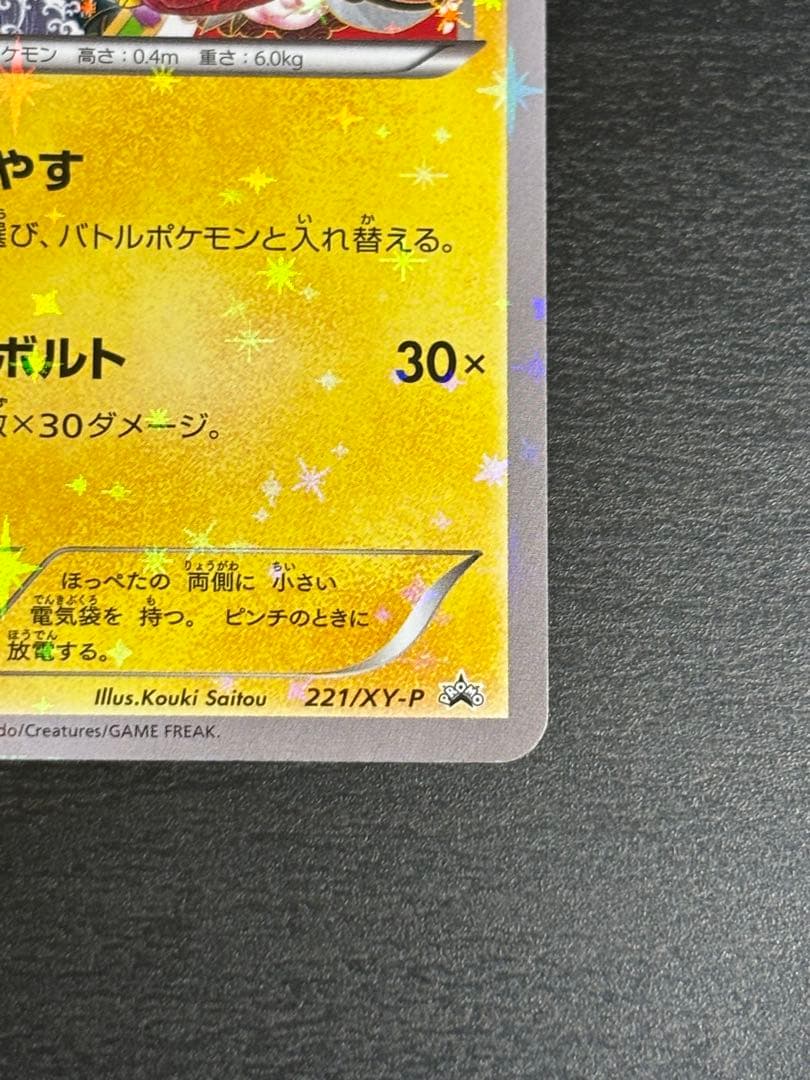 ケモン 高さ：0.4m 重さ：6.0kg
やす
選び、バトルポケモンと入れ替える。
ボルト 30×
数×30ダメージ。
ほっぺたの 両側に 小さい
電気袋を 持つ。 ピンチのときに
放電する。
Illus.Kouki Saitou 221/XY-P PROMO
do/Creatures/GAME FREAK.